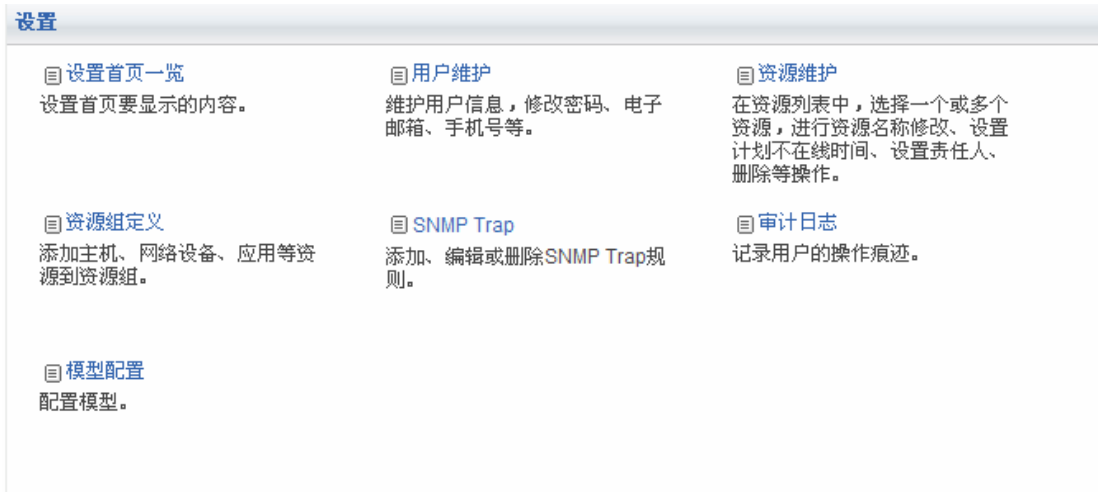 设置
设置首页一览
设置首页要显示的内容。
用户维护
维护用户信息，修改密码、电子
邮箱、手机号等。
资源维护
在资源列表中，选择一个或多个
资源，进行资源名称修改、设置
计划不在线时间、设置责任人、
删除等操作。
资源组定义
添加主机、网络设备、应用等资
源到资源组。
SNMP Trap
添加、编辑或删除SNMP Trap规
则。
审计日志
记录用户的操作痕迹。
模型配置
配置模型。